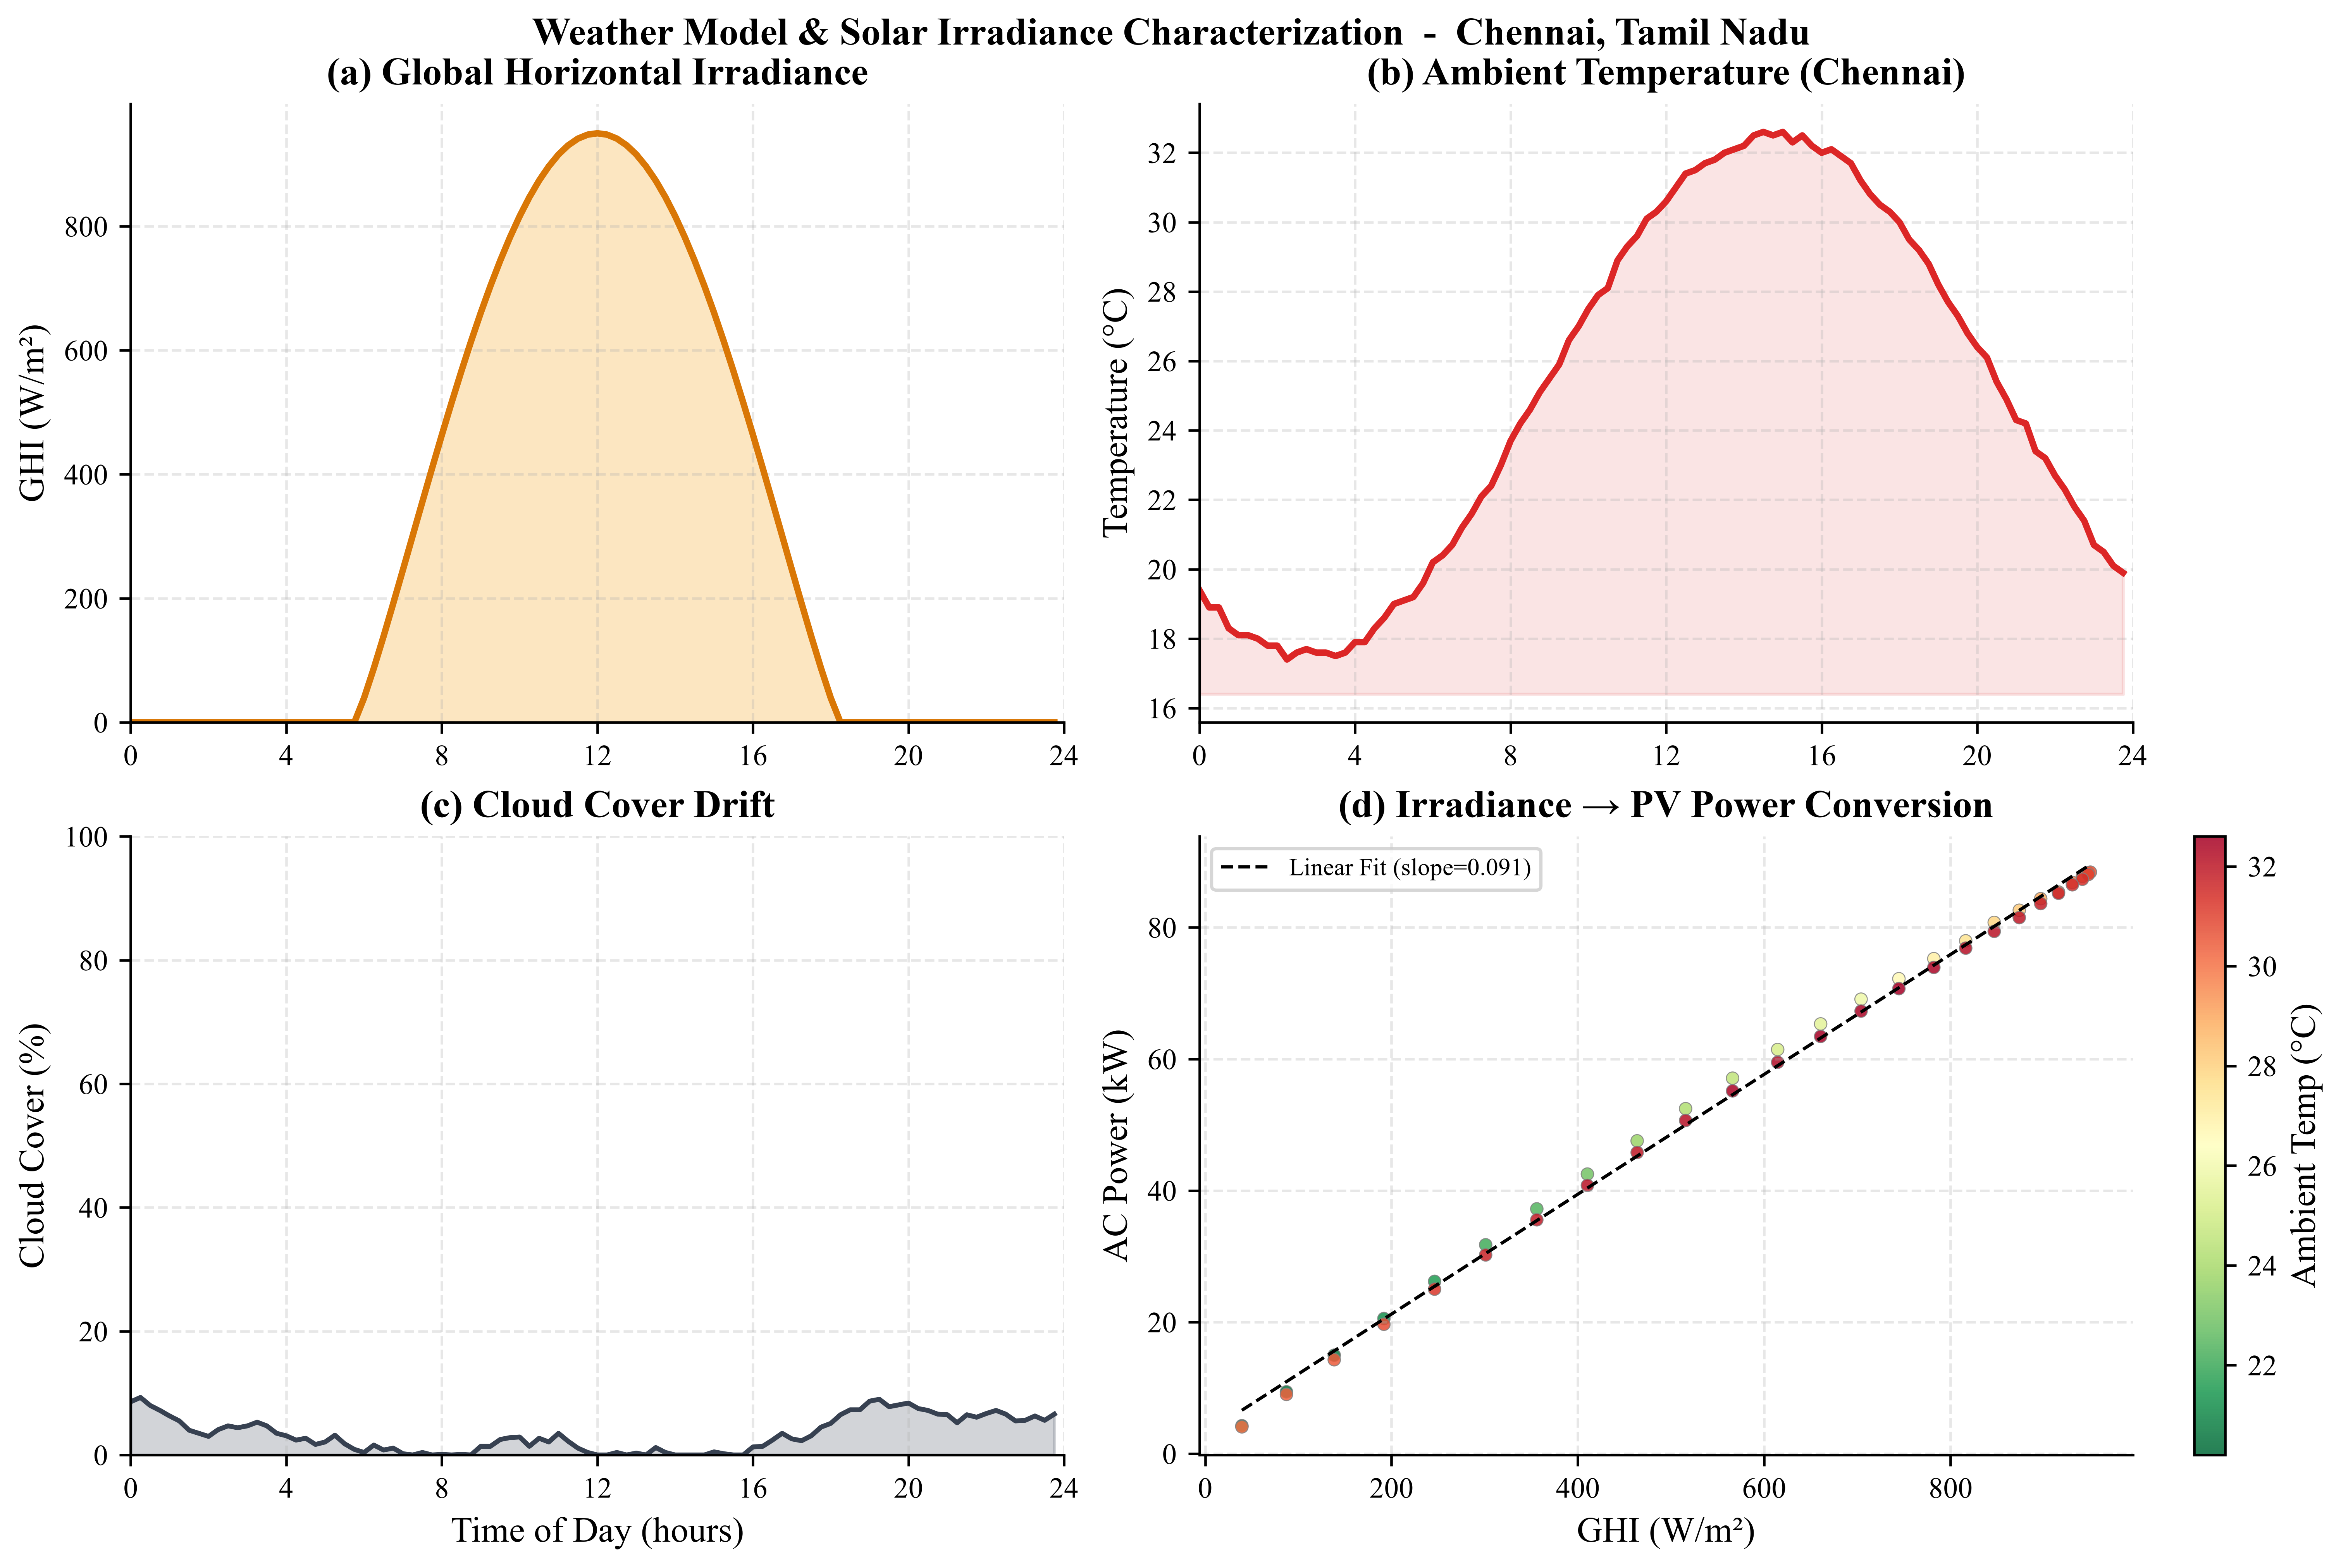 Weather Model & Solar Irradiance Characterization - Chennai, Tamil Nadu
(a) Global Horizontal Irradiance
GHI (W/m²)
800
600
400
200
0
0 4 8 12 16 20 24
(b) Ambient Temperature (Chennai)
Temperature (°C)
32
30
28
26
24
22
20
18
16
0 4 8 12 16 20 24
(c) Cloud Cover Drift
Cloud Cover (%)
100
80
60
40
20
0
0 4 8 12 16 20 24
Time of Day (hours)
(d) Irradiance → PV Power Conversion
Linear Fit (slope=0.091)
AC Power (kW)
80
60
40
20
0
0 200 400 600 800
GHI (W/m²)
32
30
28
26
24
22
Ambient Temp (°C)